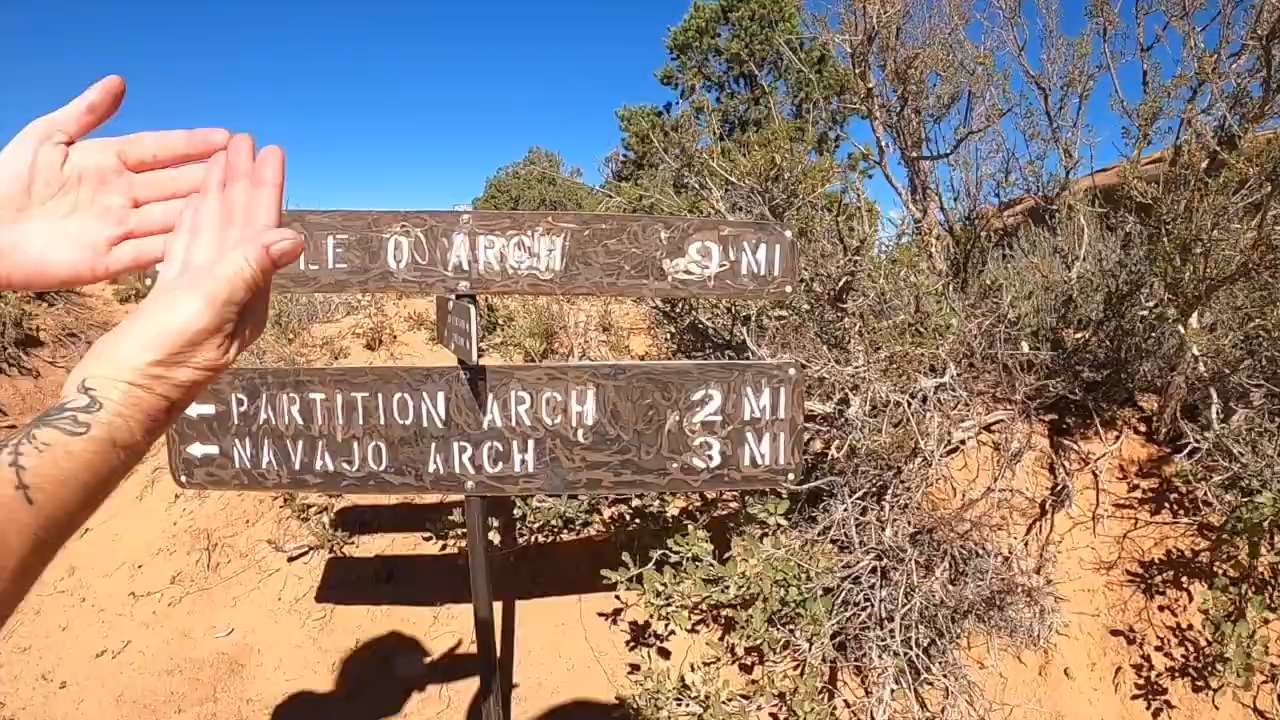 LE O ARCH .9 MI
PARTITION ARCH .2 MI
NAVAJO ARCH .3 MI